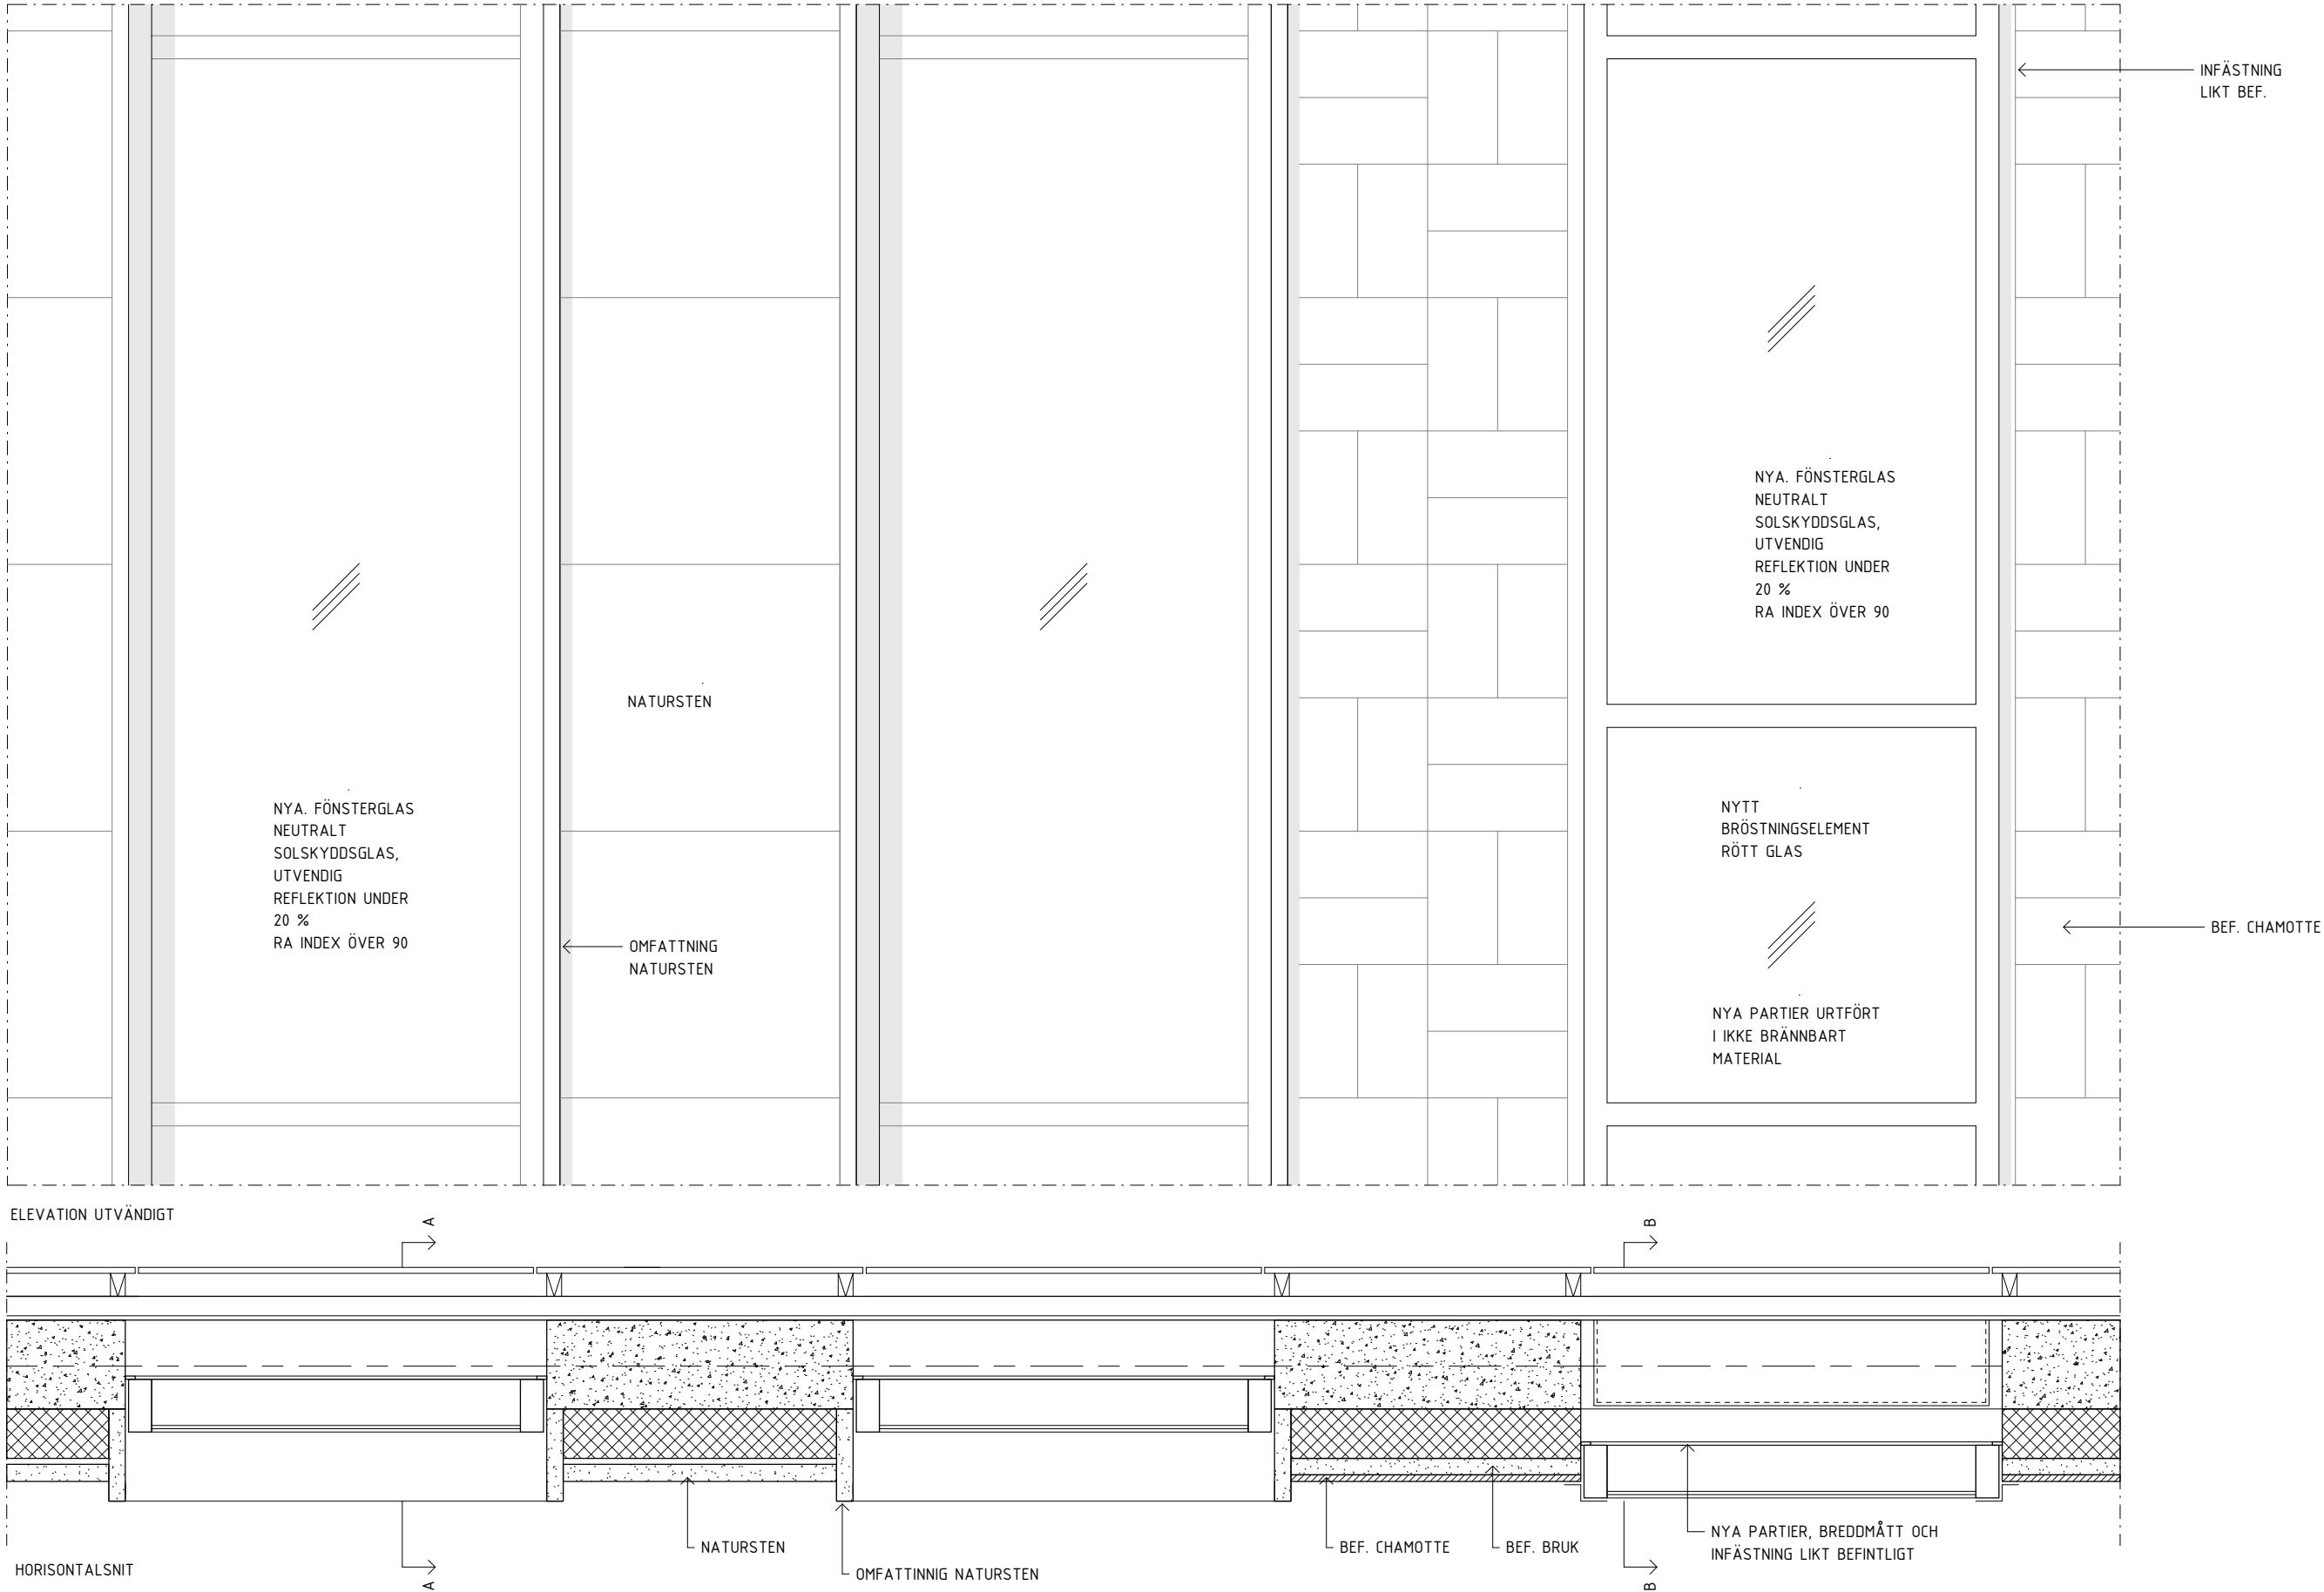 INFÄSTNING
LIKT BEF.
NYA. FÖNSTERGLAS
NEUTRALT
SOLSKYDDSGLAS,
UTVENDIG
REFLEKTION UNDER
20 %
RA INDEX ÖVER 90
NATURSTEN
NYA. FÖNSTERGLAS
NEUTRALT
SOLSKYDDSGLAS,
UTVENDIG
REFLEKTION UNDER
20 %
RA INDEX ÖVER 90
NYTT
BRÖSTNINGSELEMENT
RÖTT GLAS
OMFATTNING
NATURSTEN
BEF. CHAMOTTE
NYA PARTIER URTFÖRT
I IKKE BRÄNNBART
MATERIAL
ELEVATION UTVÄNDIGT
A
B
NATURSTEN
OMFATTINNIG NATURSTEN
BEF. CHAMOTTE
BEF. BRUK
NYA PARTIER, BREDDMÅTT OCH
INFÄSTNING LIKT BEFINTLIGT
HORISONTALSNIT
A
B